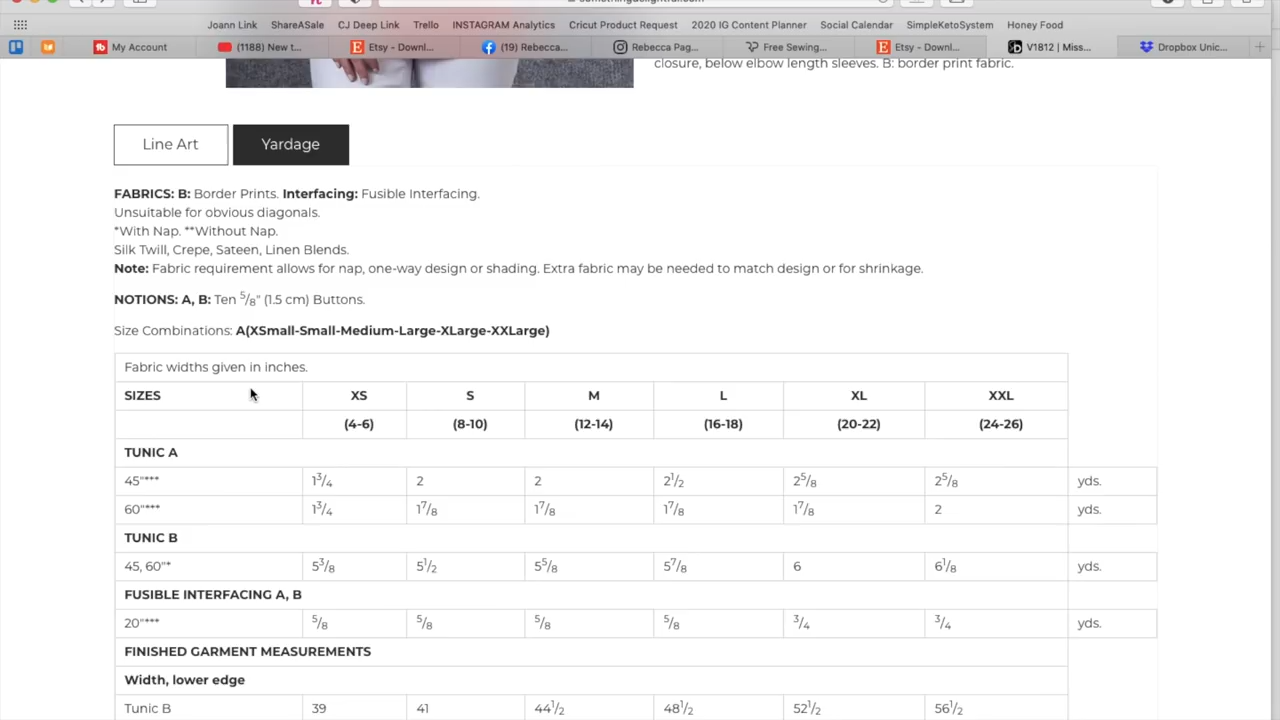 Joann Link ShareASale CJ Deep Link Trello INSTAGRAM Analytics Cricut Product Request 2020 IG Content Planner Social Calendar SimpleKetoSystem Honey Food
My Account (1188) New t... Etsy - Downl... (19) Rebecca... Rebecca Pag... Free Sewing... Etsy - Downl... V1812 | Miss... Dropbox Unic...
closure, below elbow length sleeves. B: border print fabric.
Line Art Yardage
FABRICS: B: Border Prints. Interfacing: Fusible Interfacing.
Unsuitable for obvious diagonals.
*With Nap. **Without Nap.
Silk Twill, Crepe, Sateen, Linen Blends.
Note: Fabric requirement allows for nap, one-way design or shading. Extra fabric may be needed to match design or for shrinkage.
NOTIONS: A, B: Ten 5/8" (1.5 cm) Buttons.
Size Combinations: A(XSmall-Small-Medium-Large-XLarge-XXLarge)
Fabric widths given in inches.
SIZES XS S M L XL XXL
(4-6) (8-10) (12-14) (16-18) (20-22) (24-26)
TUNIC A
45"*** 1 3/4 2 2 2 1/2 2 5/8 2 5/8 yds.
60"*** 1 3/4 1 7/8 1 7/8 1 7/8 1 7/8 2 yds.
TUNIC B
45, 60"* 5 3/8 5 1/2 5 5/8 5 7/8 6 6 1/8 yds.
FUSIBLE INTERFACING A, B
20"*** 5/8 5/8 5/8 5/8 3/4 3/4 yds.
FINISHED GARMENT MEASUREMENTS
Width, lower edge
Tunic B 39 41 44 1/2 48 1/2 52 1/2 56 1/2